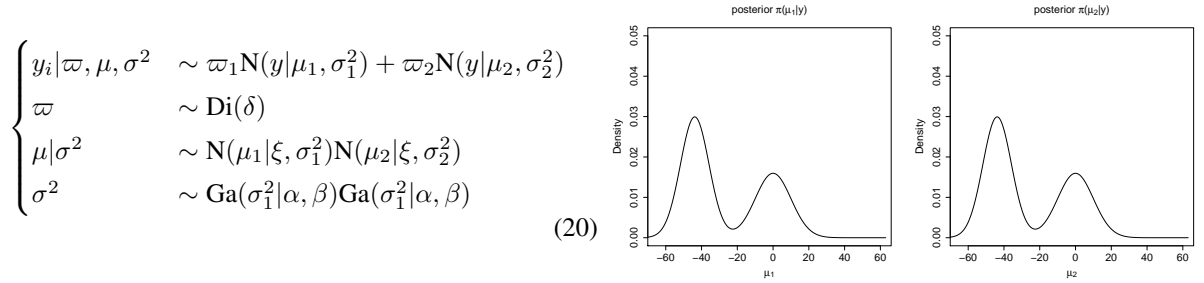 y_i|ϖ, μ, σ² ∼ ϖ₁N(y|μ₁, σ₁²) + ϖ₂N(y|μ₂, σ₂²)
ϖ ∼ Di(δ)
μ|σ² ∼ N(μ₁|ξ, σ₁²)N(μ₂|ξ, σ₂²)
σ² ∼ Ga(σ₁²|α, β)Ga(σ₁²|α, β)
(20)
posterior π(μ₁|y)
Density
0.00 0.01 0.02 0.03 0.04 0.05
−60 −40 −20 0 20 40 60
μ₁
posterior π(μ₂|y)
Density
0.00 0.01 0.02 0.03 0.04 0.05
−60 −40 −20 0 20 40 60
μ₂